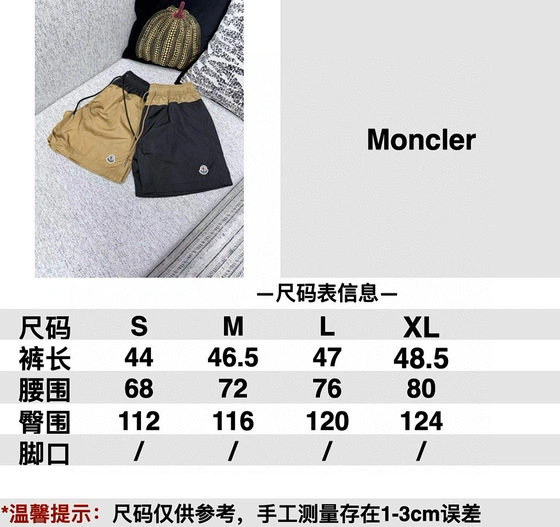 Moncler
—尺码表信息—
尺码 S M L XL
裤长 44 46.5 47 48.5
腰围 68 72 76 80
臀围 112 116 120 124
脚口 / / / /
*温馨提示：尺码仅供参考，手工测量存在1-3cm误差